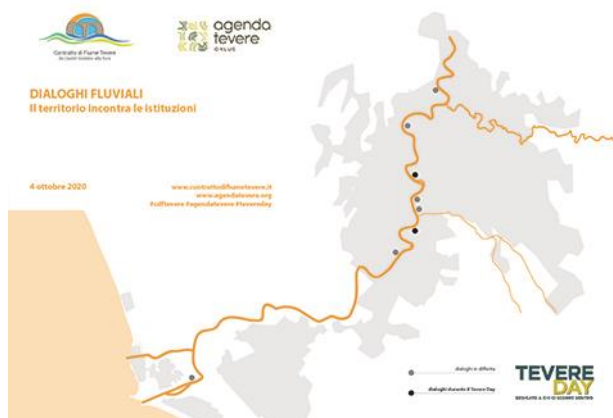 Contratto di Fiume Tevere
agenda
tevere
ONLUS
DIALOGHI FLUVIALI
Il territorio incontra le istituzioni
4 ottobre 2020
www.contrattodifiumetevere.it
www.agendatevere.org
#cdftevere #agendatevere #tevereday
dialoghi in differita
dialoghi durante il Tevere Day
TEVERE
DAY